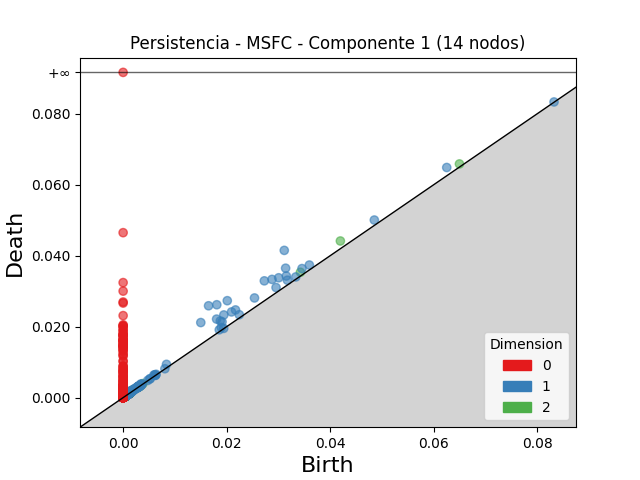 Persistencia - MSFC - Componente 1 (14 nodos)
+∞
0.080
0.060
0.040
0.020
0.000
Death
Dimension
0
1
2
0.00 0.02 0.04 0.06 0.08
Birth